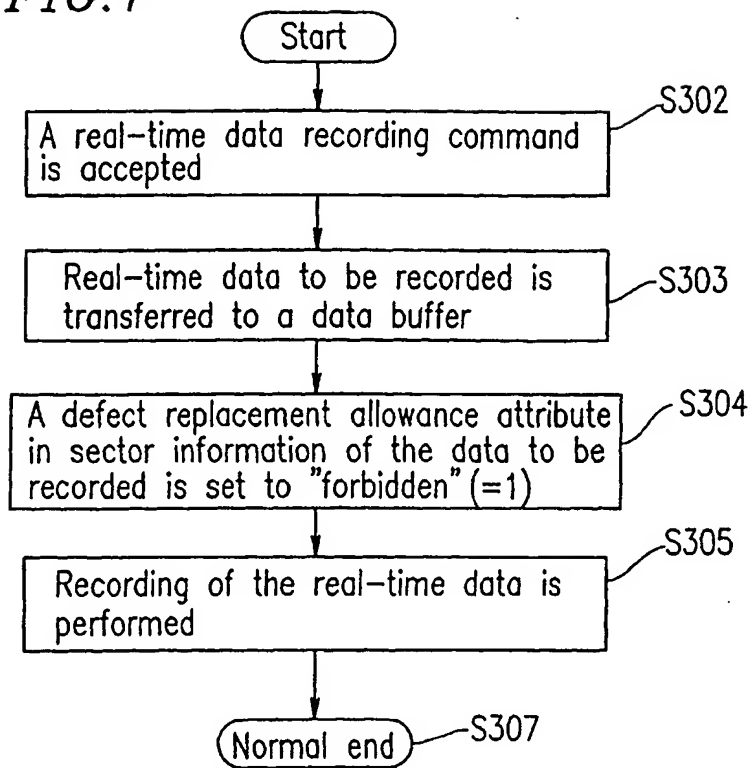 FIG. 7
Start
S302
A real-time data recording command
is accepted
Real-time data to be recorded is
transferred to a data buffer
S303
A defect replacement allowance attribute
in sector information of the data to be
recorded is set to "forbidden" (=1)
S304
Recording of the real-time data is
performed
S305
Normal end
S307